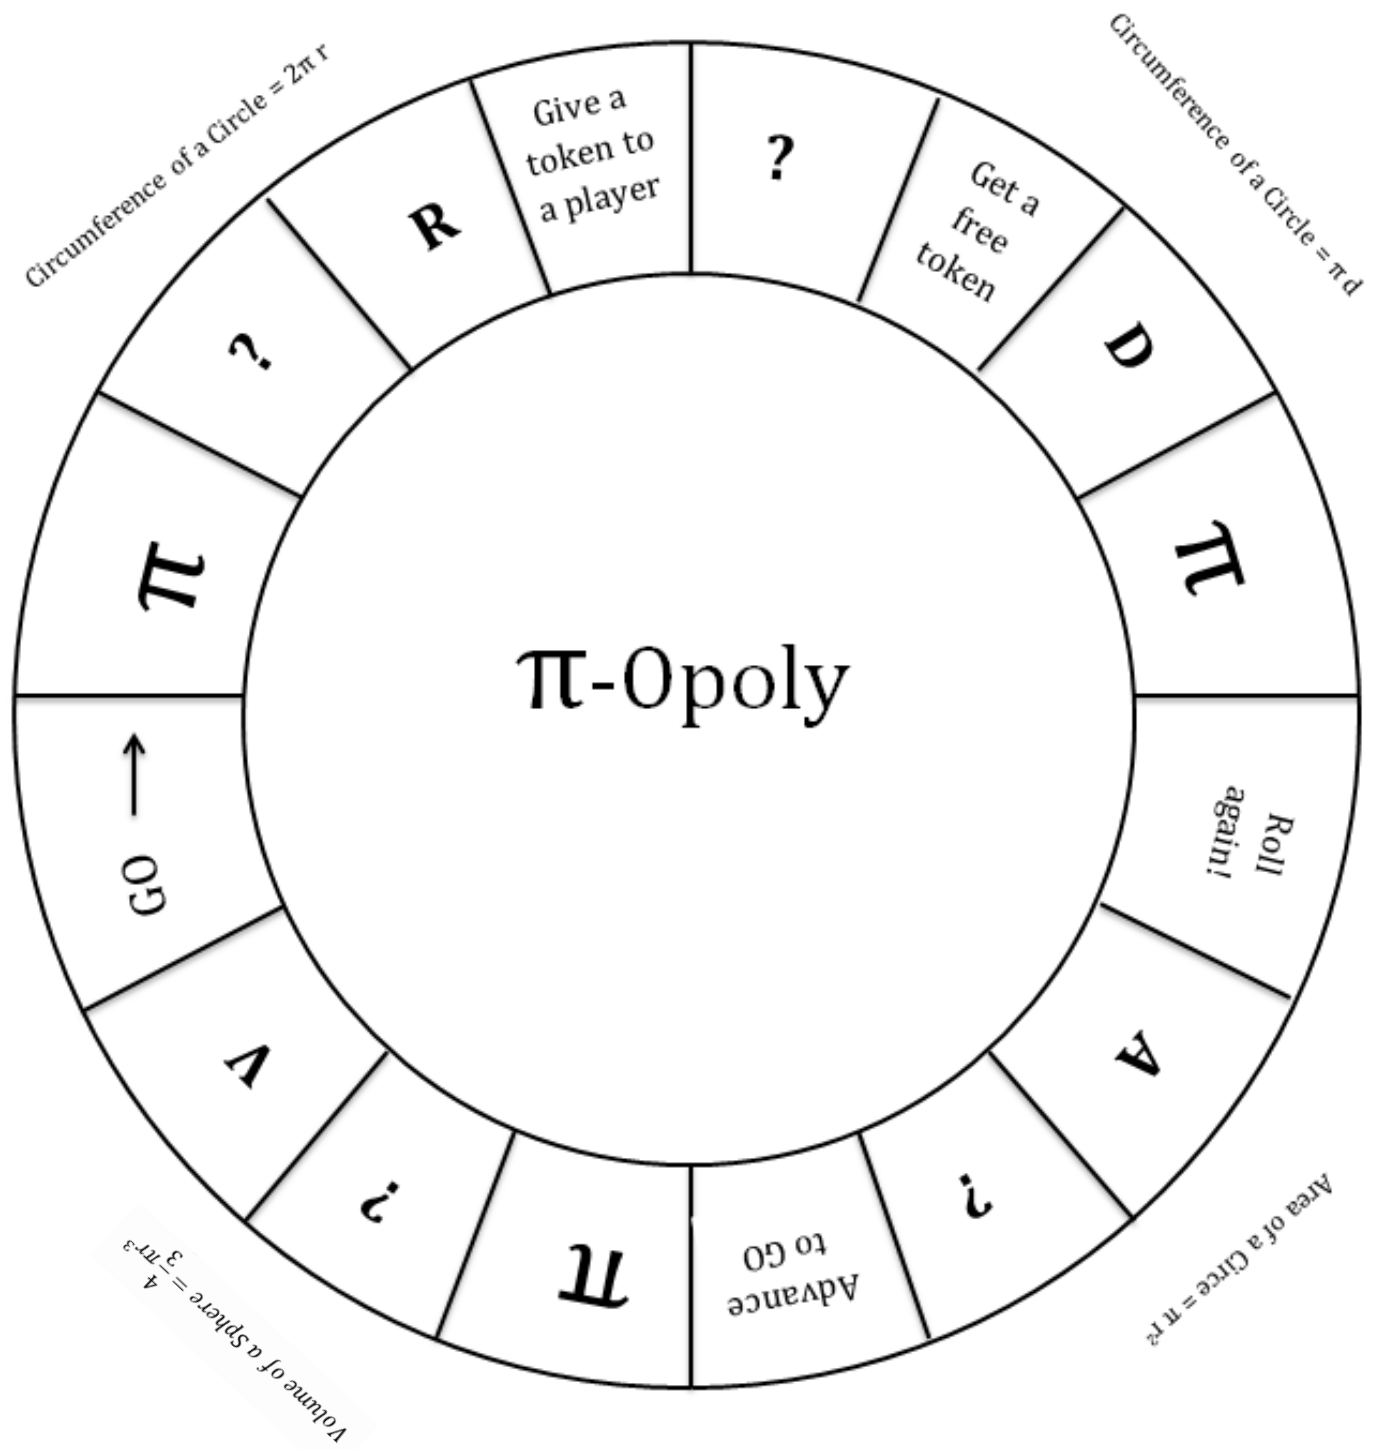 Circumference of a Circle = 2π r
Circumference of a Circle = π d
Give a
token to
a player
?
Get a
free
token
D
π
Roll
again!
A
?
Advance
to GO
π
?
V
GO
π
?
R
π-Opoly
Area of a Circe = π r²
Volume of a Sphere = 4/3 πr³